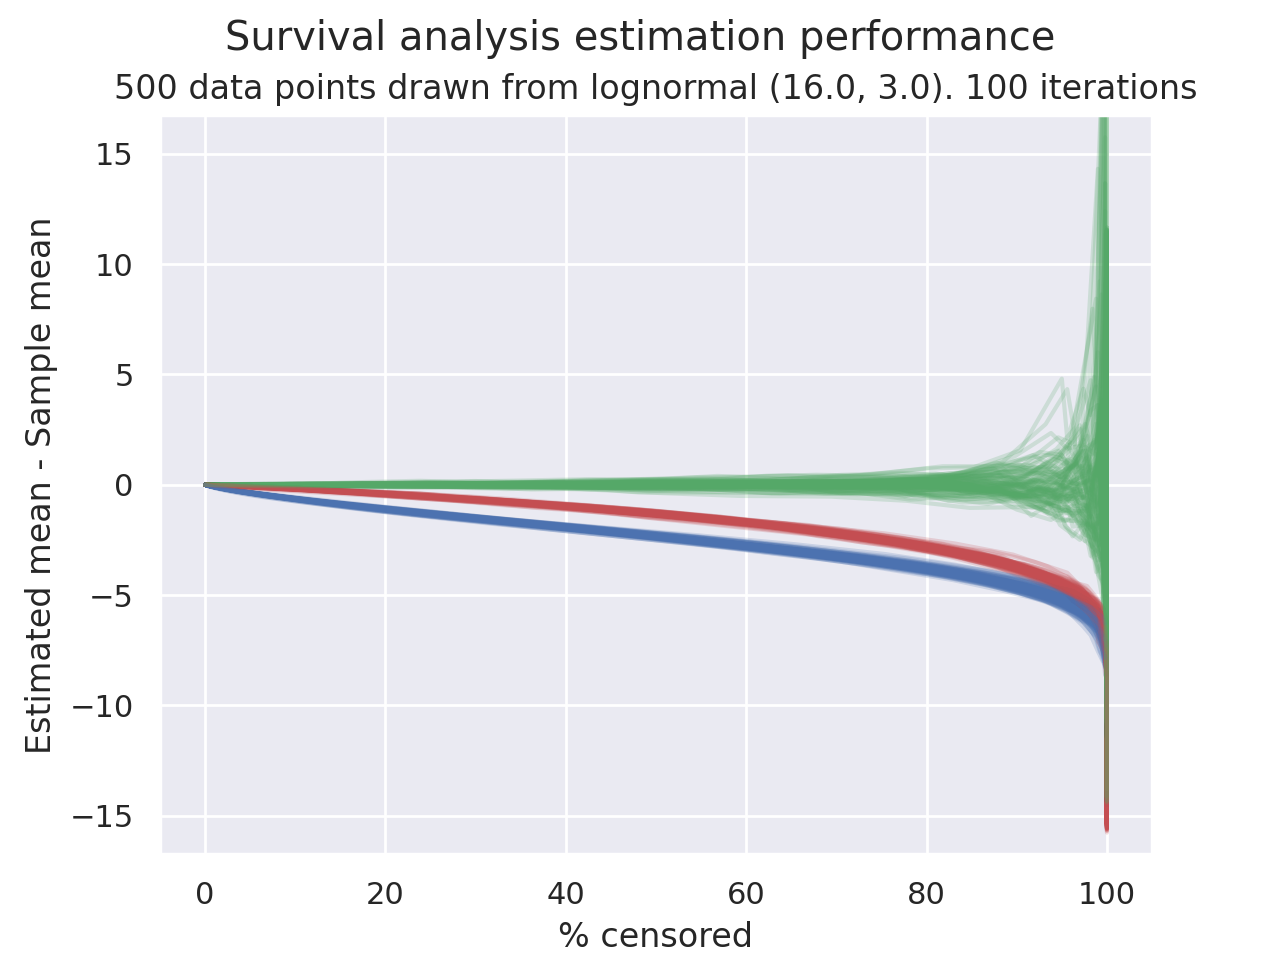 Survival analysis estimation performance
500 data points drawn from lognormal (16.0, 3.0). 100 iterations
Estimated mean - Sample mean
15
10
5
0
−5
−10
−15
0 20 40 60 80 100
% censored